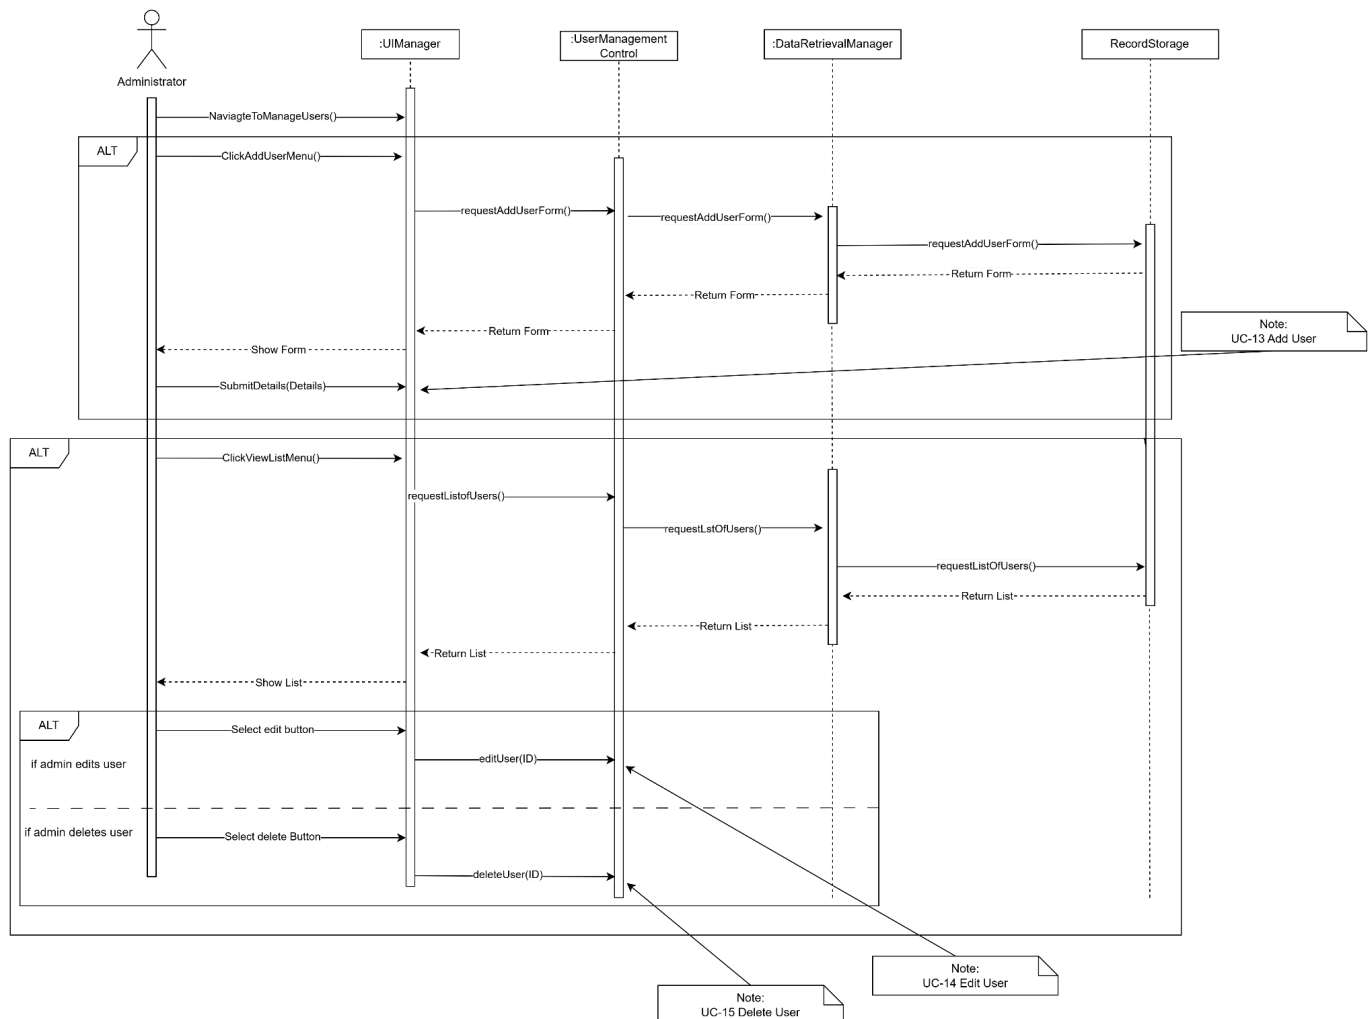 Administrator
:UIManager
:UserManagement
Control
:DataRetrievalManager
RecordStorage
NaviagteToManageUsers()
ALT
ClickAddUserMenu()
requestAddUserForm()
requestAddUserForm()
requestAddUserForm()
Return Form
Return Form
Return Form
Show Form
Note:
UC-13 Add User
SubmitDetails(Details)
ALT
ClickViewListMenu()
requestListofUsers()
requestLstOfUsers()
requestListOfUsers()
Return List
Return List
Return List
Show List
ALT
Select edit button
if admin edits user
editUser(ID)
if admin deletes user
Select delete Button
deleteUser(ID)
Note:
UC-14 Edit User
Note:
UC-15 Delete User